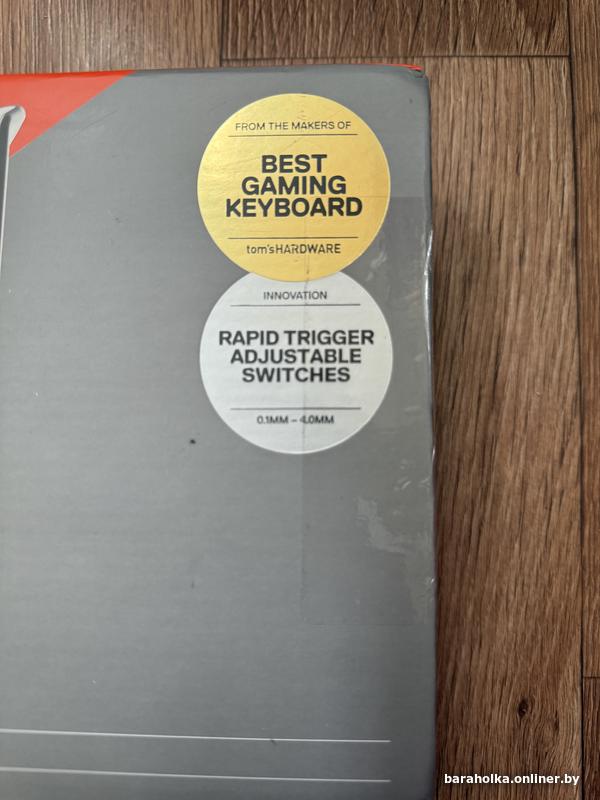 FROM THE MAKERS OF
BEST
GAMING
KEYBOARD
tom'sHARDWARE
INNOVATION
RAPID TRIGGER
ADJUSTABLE
SWITCHES
0.1MM – 4.0MM
baraholka.onliner.by